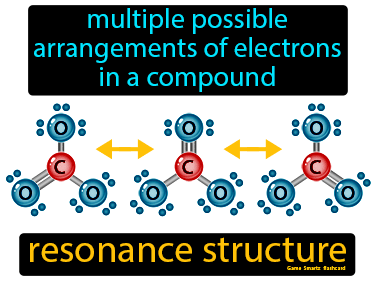 multiple possible
arrangements of electrons
in a compound
O O O
C C C
O O O O O O
resonance structure
Game Smartz flashcard